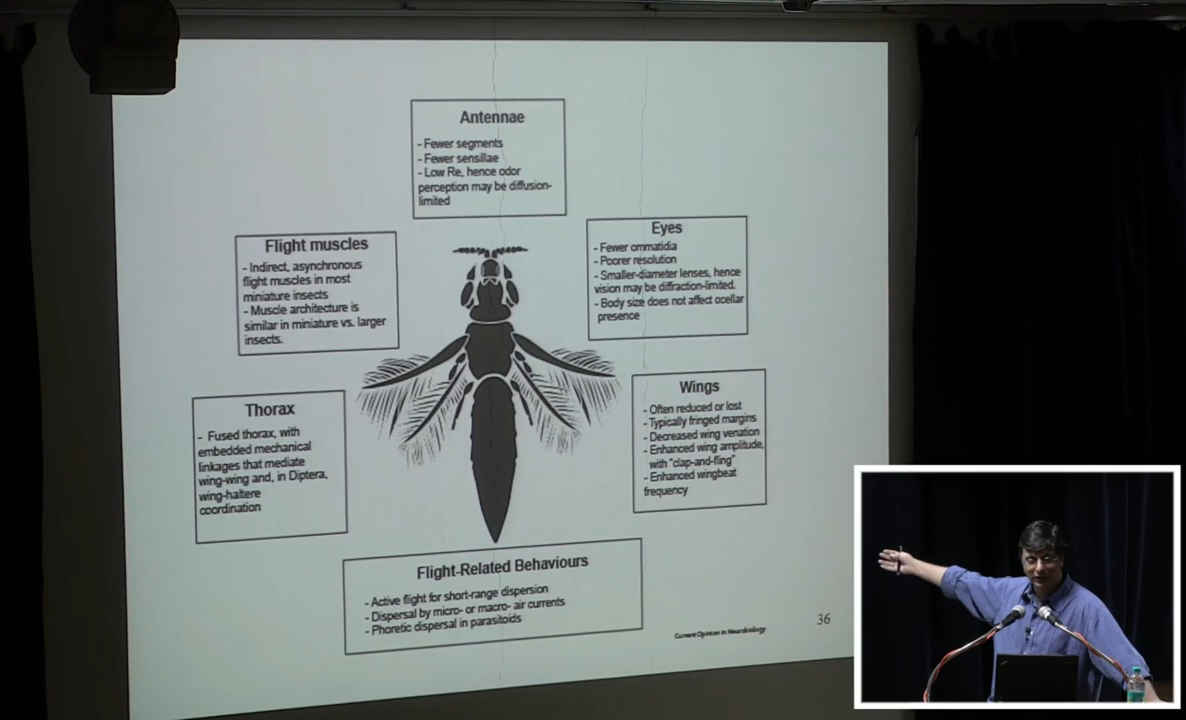 Antennae
- Fewer segments
- Fewer sensillae
- Low Re, hence odor
perception may be diffusion-
limited
Flight muscles
- Indirect, asynchronous
flight muscles in most
miniature insects
- Muscle architecture is
similar in miniature vs. larger
insects.
Eyes
- Fewer ommatidia
- Poorer resolution
- Smaller-diameter lenses, hence
vision may be diffraction-limited.
- Body size does not affect ocellar
presence
Thorax
- Fused thorax, with
embedded mechanical
linkages that mediate
wing-wing and, in Diptera,
wing-haltere
coordination
Wings
- Often reduced or lost
- Typically fringed margins
- Decreased wing venation
- Enhanced wing amplitude,
with "clap-and-fling"
- Enhanced wingbeat
frequency
Flight-Related Behaviours
- Active flight for short-range dispersion
- Dispersal by micro- or macro- air currents
- Phoretic dispersal in parasitoids
Current Opinion in Neurobiology
36